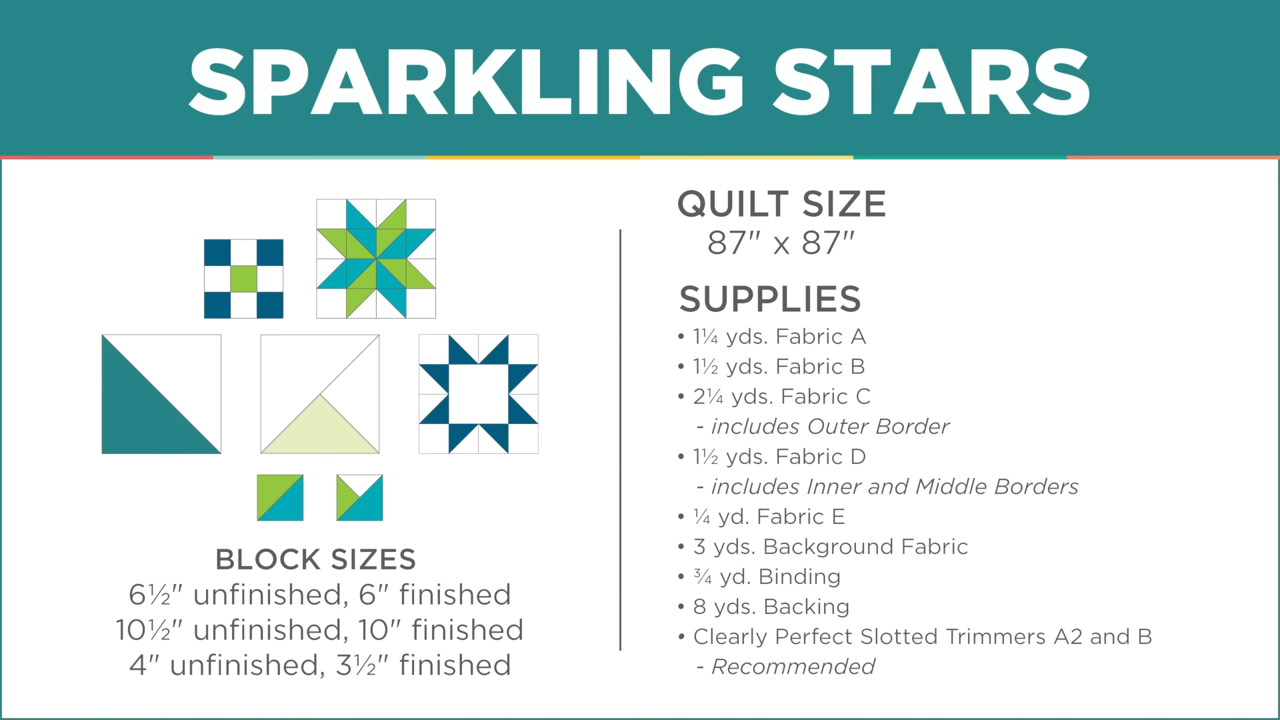 SPARKLING STARS
BLOCK SIZES
6½" unfinished, 6" finished
10½" unfinished, 10" finished
4" unfinished, 3½" finished
QUILT SIZE
87" x 87"
SUPPLIES
• 1¼ yds. Fabric A
• 1½ yds. Fabric B
• 2¼ yds. Fabric C
- includes Outer Border
• 1½ yds. Fabric D
- includes Inner and Middle Borders
• ¼ yd. Fabric E
• 3 yds. Background Fabric
• ¾ yd. Binding
• 8 yds. Backing
• Clearly Perfect Slotted Trimmers A2 and B
- Recommended